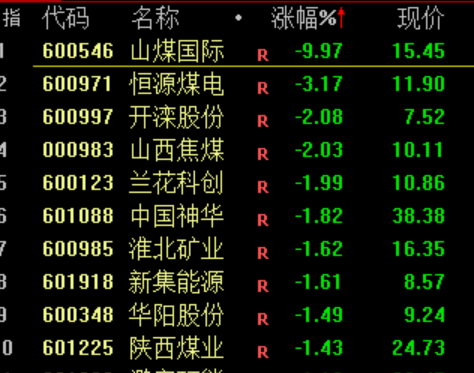 指 代码 名称 · 涨幅%↑ 现价
1 600546 山煤国际 R -9.97 15.45
2 600971 恒源煤电 R -3.17 11.90
3 600997 开滦股份 R -2.08 7.52
4 000983 山西焦煤 R -2.03 10.11
5 600123 兰花科创 R -1.99 10.86
6 601088 中国神华 R -1.82 38.38
7 600985 淮北矿业 R -1.62 16.35
8 601918 新集能源 R -1.61 8.57
9 600348 华阳股份 R -1.49 9.24
0 601225 陕西煤业 R -1.43 24.73